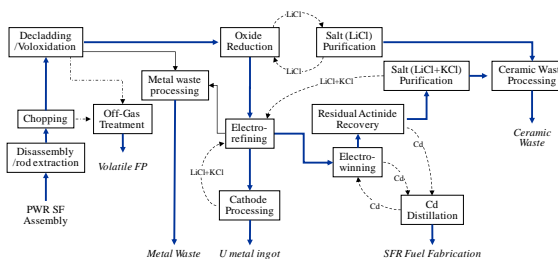 Decladding
/Voloxidation
Oxide
Reduction
LiCl
LiCl
Salt (LiCl)
Purification
Metal waste
processing
LiCl+KCl
Salt (LiCl+KCl)
Purification
Ceramic Waste
Processing
Chopping
Off-Gas
Treatment
Electro-
refining
Residual Actinide
Recovery
Ceramic
Waste
Disassembly
/rod extraction
Volatile FP
LiCl+KCl
Electro-
winning
Cd
Cd
Cd
PWR SF
Assembly
Cathode
Processing
Cd
Distillation
Metal Waste
U metal ingot
SFR Fuel Fabrication